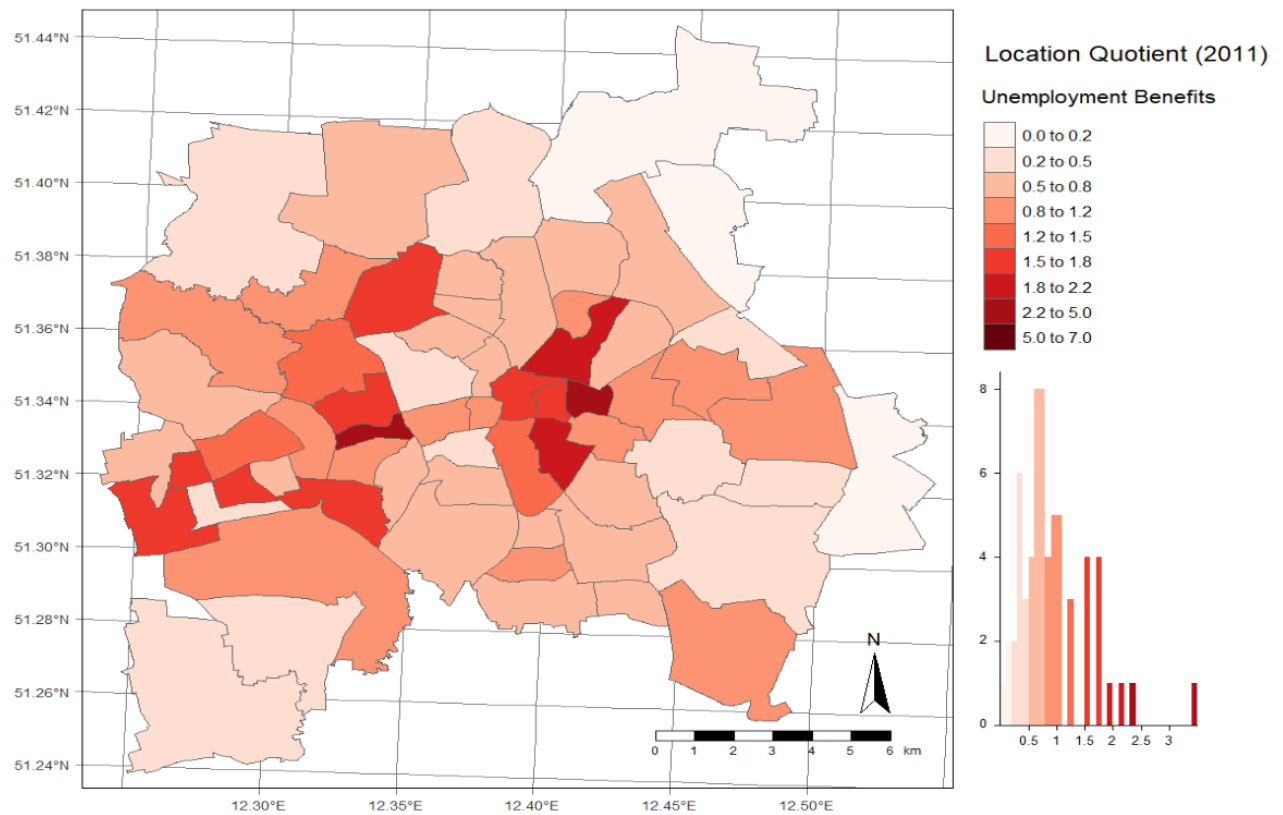 Location Quotient (2011)
Unemployment Benefits
0.0 to 0.2
0.2 to 0.5
0.5 to 0.8
0.8 to 1.2
1.2 to 1.5
1.5 to 1.8
1.8 to 2.2
2.2 to 5.0
5.0 to 7.0
51.44°N
51.42°N
51.40°N
51.38°N
51.36°N
51.34°N
51.32°N
51.30°N
51.28°N
51.26°N
51.24°N
12.30°E 12.35°E 12.40°E 12.45°E 12.50°E
N
0 1 2 3 4 5 6 km
8
6
4
2
0
0.5 1 1.5 2 2.5 3